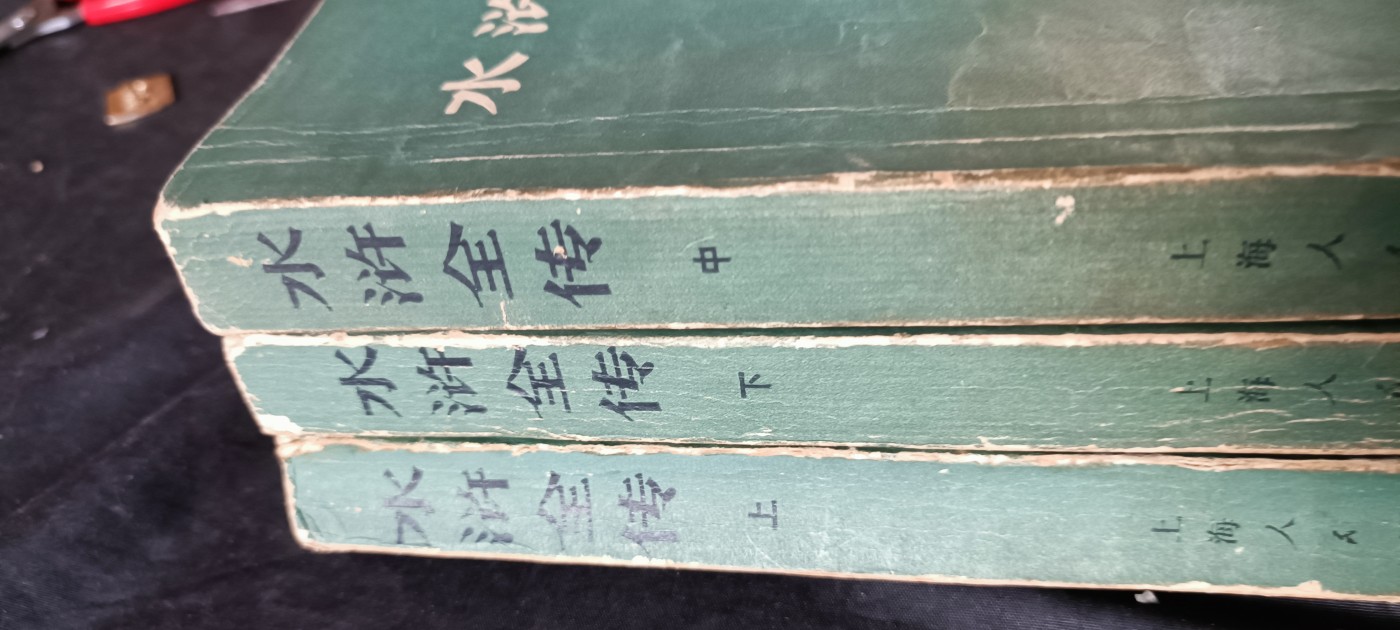 水浒
水浒全传 中 上海人
水浒全传 下 上海人
水浒全传 上 上海人